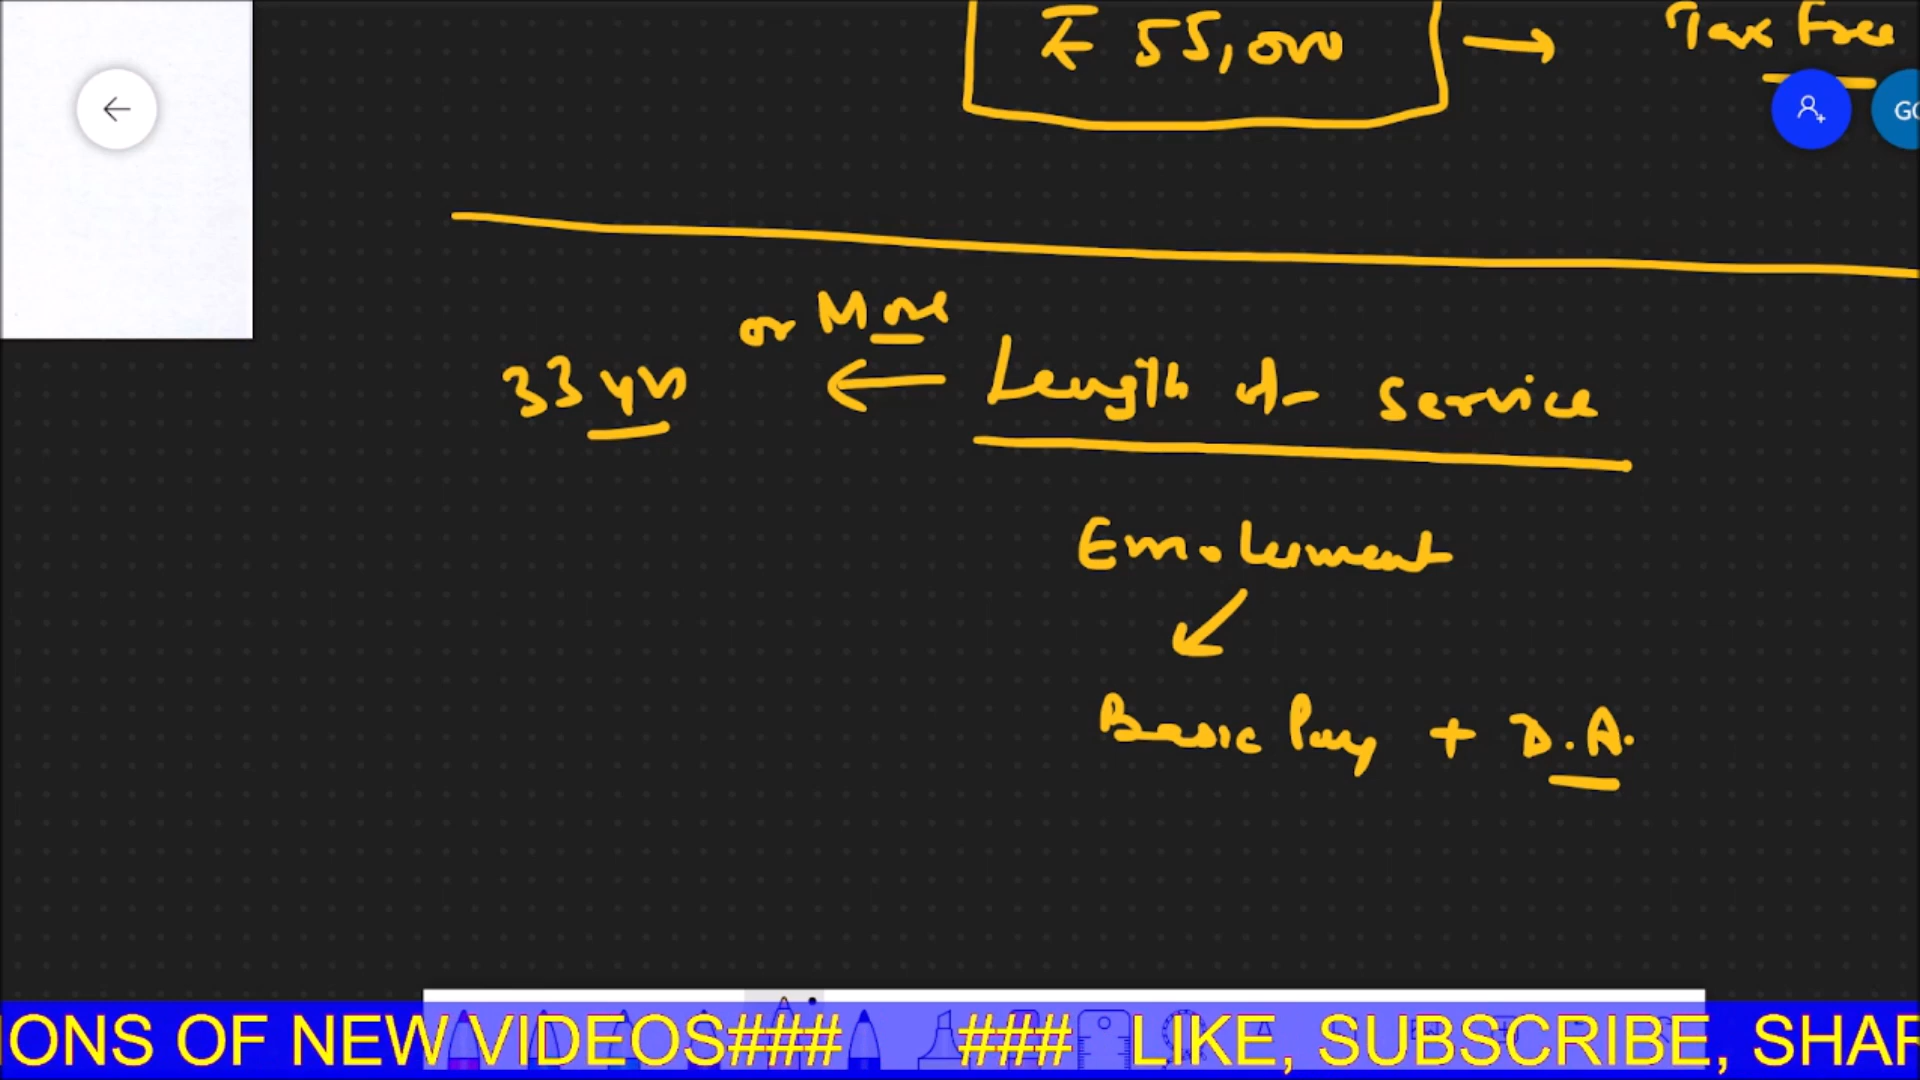 ₹ 55,000 → Tax Free
GC
or More
33 yrs ← Length of Service
Emolument
Basic Pay + D.A.
IONS OF NEW VIDEOS### ### LIKE, SUBSCRIBE, SHAR